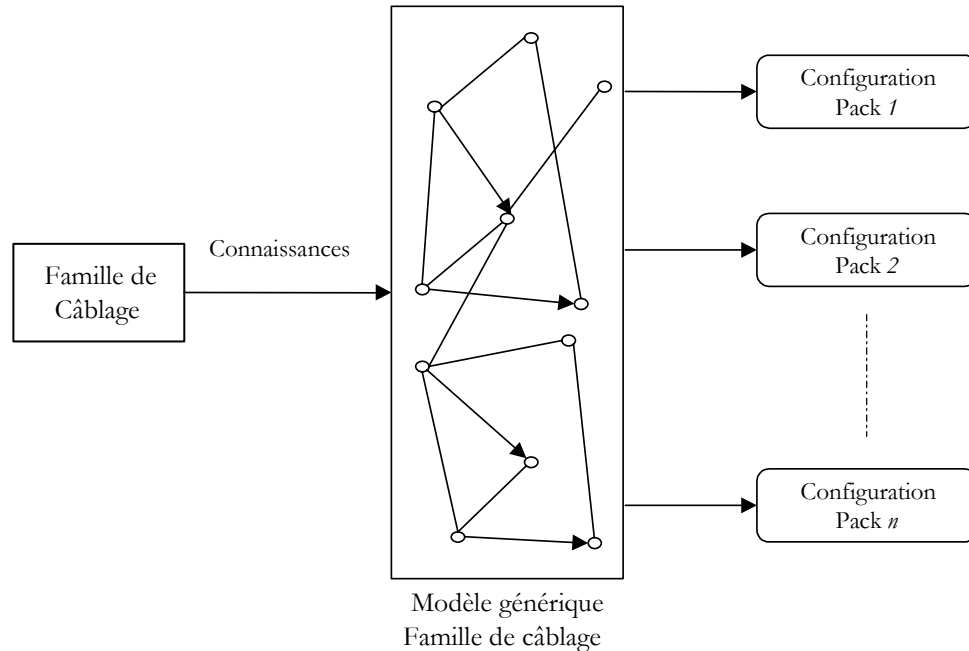 Famille de
Câblage
Connaissances
Modèle générique
Famille de câblage
Configuration
Pack 1
Configuration
Pack 2
Configuration
Pack n